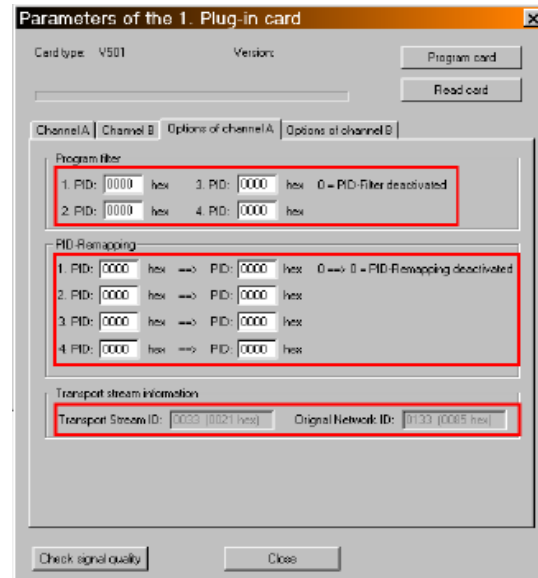 Parameters of the 1. Plug-in card
Card type: V501 Version:
Program card
Read card
Channel A Channel B Options of channel A Options of channel B
Program filter
1. PID: 0000 hex 3. PID: 0000 hex 0 = PID-Filter deactivated
2. PID: 0000 hex 4. PID: 0000 hex
PID-Remapping
1. PID: 0000 hex ==> PID: 0000 hex 0 ==> 0 = PID-Remapping deactivated
2. PID: 0000 hex ==> PID: 0000 hex
3. PID: 0000 hex ==> PID: 0000 hex
4. PID: 0000 hex ==> PID: 0000 hex
Transport stream information
Transport Stream ID: 0033 (0021 hex) Orignal Network ID: 0133 (0085 hex)
Check signal quality Close